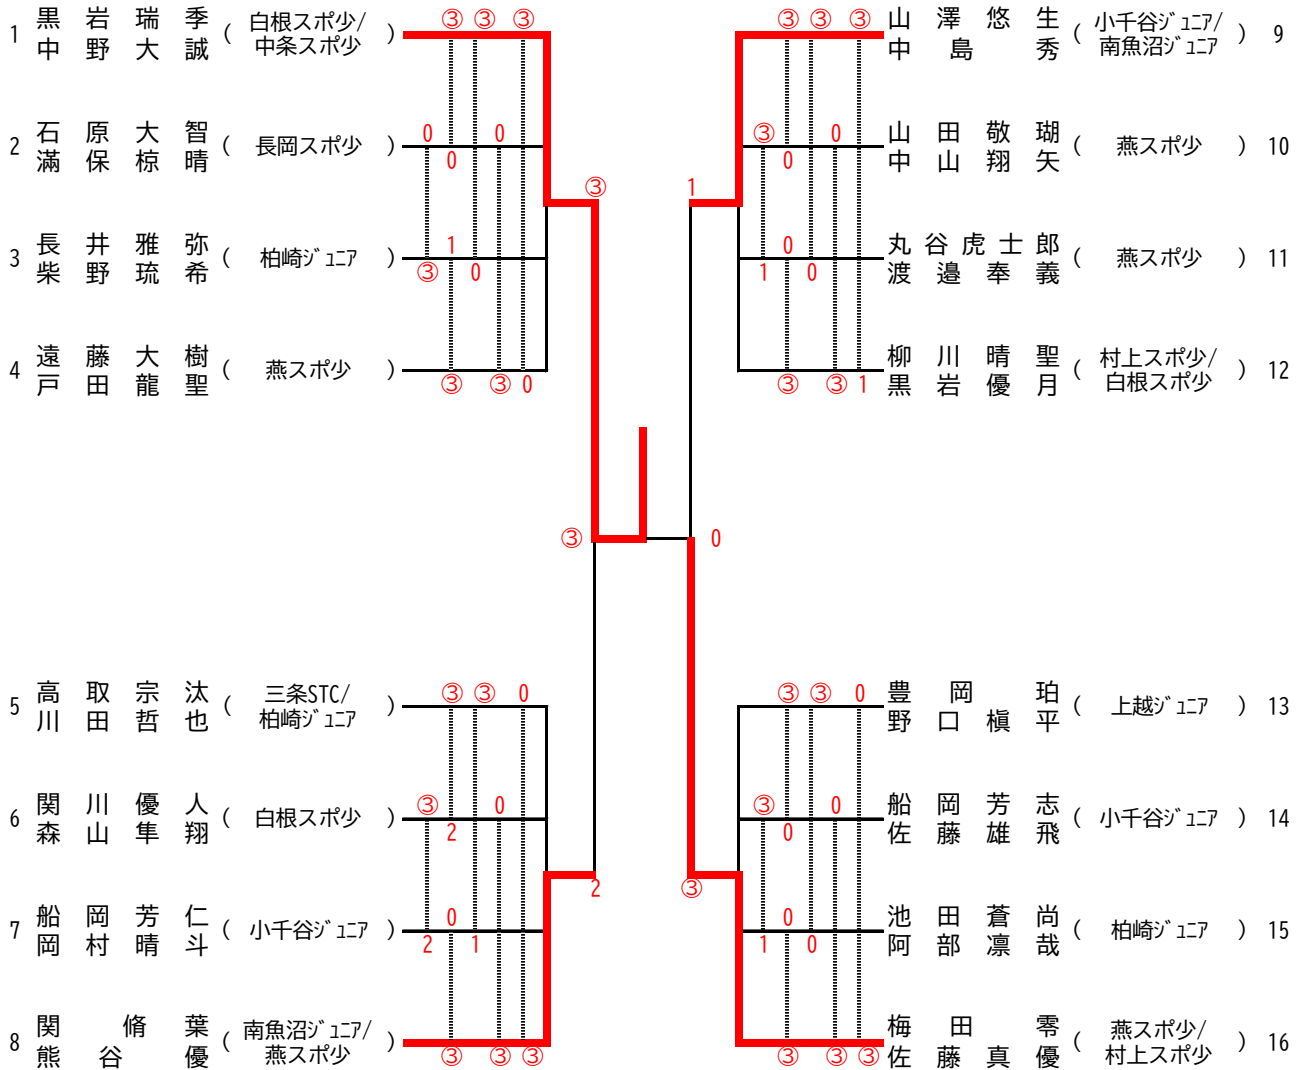 1 黒岩瑞季 中野大誠 ( 白根スポ少/ 中条スポ少 ) ③ ③ ③
2 石原大智 滿保椋晴 ( 長岡スポ少 ) 0 0 0
3 長井雅弥 柴野琉希 ( 柏崎ジュニア ) 1 ③ 0
4 遠藤大樹 戸田龍聖 ( 燕スポ少 ) ③ ③ 0
③
③
5 高取宗汰 川田哲也 ( 三条STC/ 柏崎ジュニア ) ③ ③ 0
6 関川優人 森山隼翔 ( 白根スポ少 ) ③ 0 2
7 船岡芳仁 岡村晴斗 ( 小千谷ジュニア ) 0 2 1
8 関脩葉 熊谷優 ( 南魚沼ジュニア/ 燕スポ少 ) ③ ③ ③
2
③ ③ ③ 山澤悠生 中島秀 ( 小千谷ジュニア/ 南魚沼ジュニア ) 9
③ 0 0 山田敬瑚 中山翔矢 ( 燕スポ少 ) 10
0 1 0 丸谷虎士郎 渡邉奉義 ( 燕スポ少 ) 11
③ ③ 1 柳川晴聖 黒岩優月 ( 村上スポ少/ 白根スポ少 ) 12
1
0
③ ③ 0 豊岡珀 野口槇平 ( 上越ジュニア ) 13
③ 0 0 船岡芳志 佐藤雄飛 ( 小千谷ジュニア ) 14
0 1 0 池田蒼尚 阿部凛哉 ( 柏崎ジュニア ) 15
③ ③ ③ 梅田零 佐藤真優 ( 燕スポ少/ 村上スポ少 ) 16
③